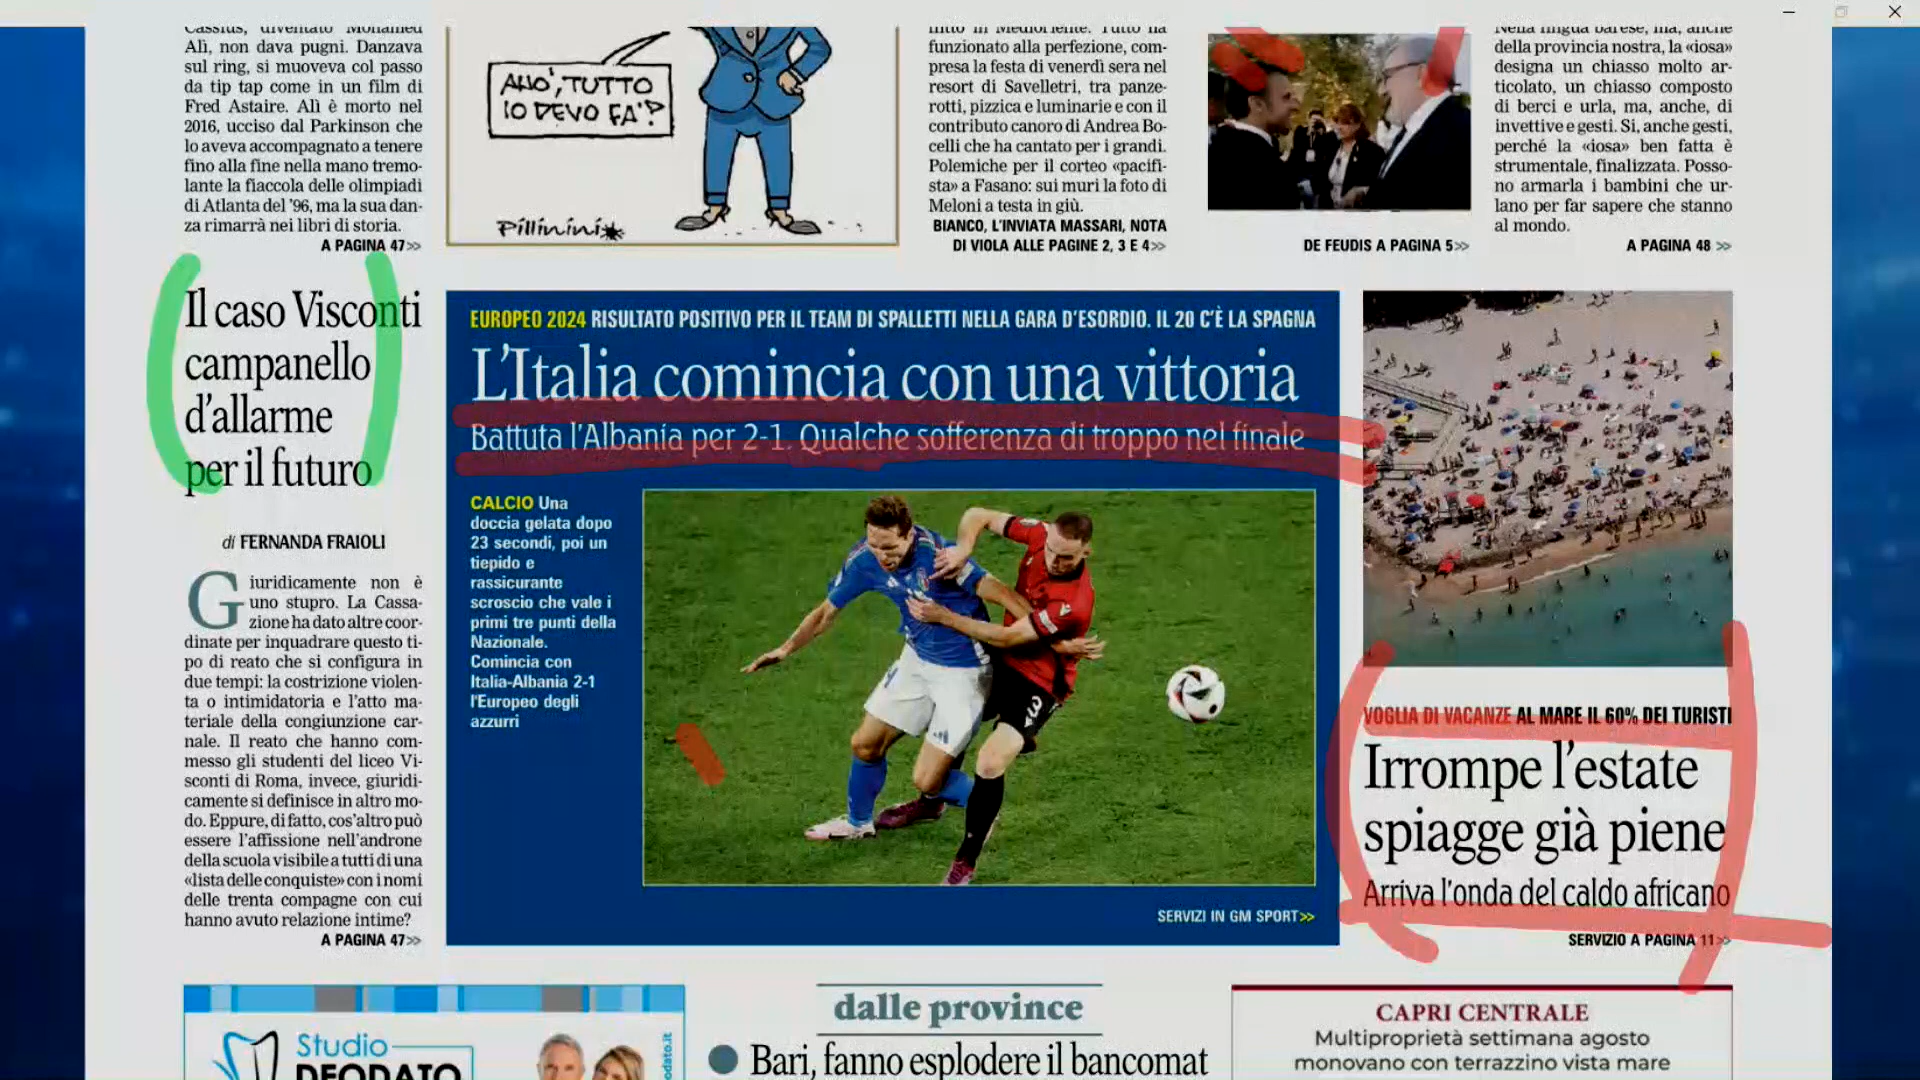 Cassius, diventato Mohamed
Alì, non dava pugni. Danzava
sul ring, si muoveva col passo
da tip tap come in un film di
Fred Astaire. Alì è morto nel
2016, ucciso dal Parkinson che
lo aveva accompagnato a tenere
fino alla fine nella mano tremo-
lante la fiaccola delle olimpiadi
di Atlanta del '96, ma la sua dan-
za rimarrà nei libri di storia.
A PAGINA 47>>
Il caso Visconti
campanello
d'allarme
per il futuro
di FERNANDA FRAIOLI
Giuridicamente non è
uno stupro. La Cassa-
zione ha dato altre coor-
dinate per inquadrare questo ti-
po di reato che si configura in
due tempi: la costrizione violen-
ta o intimidatoria e l'atto ma-
teriale della congiunzione car-
nale. Il reato che hanno com-
messo gli studenti del liceo Vi-
sconti di Roma, invece, giuridi-
camente si definisce in altro mo-
do. Eppure, di fatto, cos'altro può
essere l'affissione nell'androne
della scuola visibile a tutti di una
«lista delle conquiste» con i nomi
delle trenta compagne con cui
hanno avuto relazione intime?
A PAGINA 47>>
AHO', TUTTO
IO DEVO FA'?
Pillinini
funzionato alla perfezione, com-
presa la festa di venerdì sera nel
resort di Savelletri, tra panze-
rotti, pizzica e luminarie e con il
contributo canoro di Andrea Bo-
celli che ha cantato per i grandi.
Polemiche per il corteo «pacifi-
sta» a Fasano: sui muri la foto di
Meloni a testa in giù.
BIANCO, L'INVIATA MASSARI, NOTA
DI VIOLA ALLE PAGINE 2, 3 E 4>>
DE FEUDIS A PAGINA 5>>
Nella lingua barese, ma, anche
della provincia nostra, la «iosa»
designa un chiasso molto ar-
ticolato, un chiasso composto
di berci e urla, ma, anche, di
invettive e gesti. Si, anche gesti,
perché la «iosa» ben fatta è
strumentale, finalizzata. Posso-
no armarla i bambini che ur-
lano per far sapere che stanno
al mondo.
A PAGINA 48 >>
EUROPEO 2024 RISULTATO POSITIVO PER IL TEAM DI SPALLETTI NELLA GARA D'ESORDIO. IL 20 C'È LA SPAGNA
L'Italia comincia con una vittoria
Battuta l'Albania per 2-1. Qualche sofferenza di troppo nel finale
CALCIO Una
doccia gelata dopo
23 secondi, poi un
tiepido e
rassicurante
scroscio che vale i
primi tre punti della
Nazionale.
Comincia con
Italia-Albania 2-1
l'Europeo degli
azzurri
3
SERVIZI IN GM SPORT>>
VOGLIA DI VACANZE AL MARE IL 60% DEI TURISTI
Irrompe l'estate
spiagge già piene
Arriva l'onda del caldo africano
SERVIZIO A PAGINA 11>>
Studio
DEODATO
odato.it
dalle province
Bari, fanno esplodere il bancomat
CAPRI CENTRALE
Multiproprietà settimana agosto
monovano con terrazzino vista mare